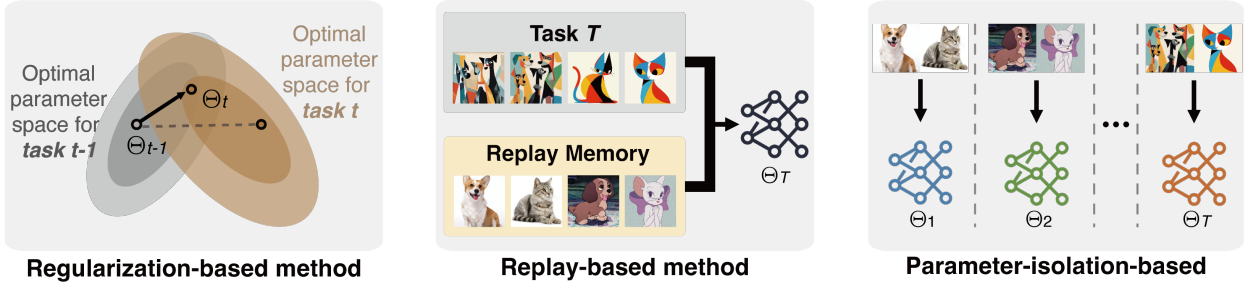 Optimal
parameter
space for
task t-1
Optimal
parameter
space for
task t
Θt
Θt-1
Regularization-based method
Task T
Replay Memory
ΘT
Replay-based method
Θ1
Θ2
ΘT
Parameter-isolation-based